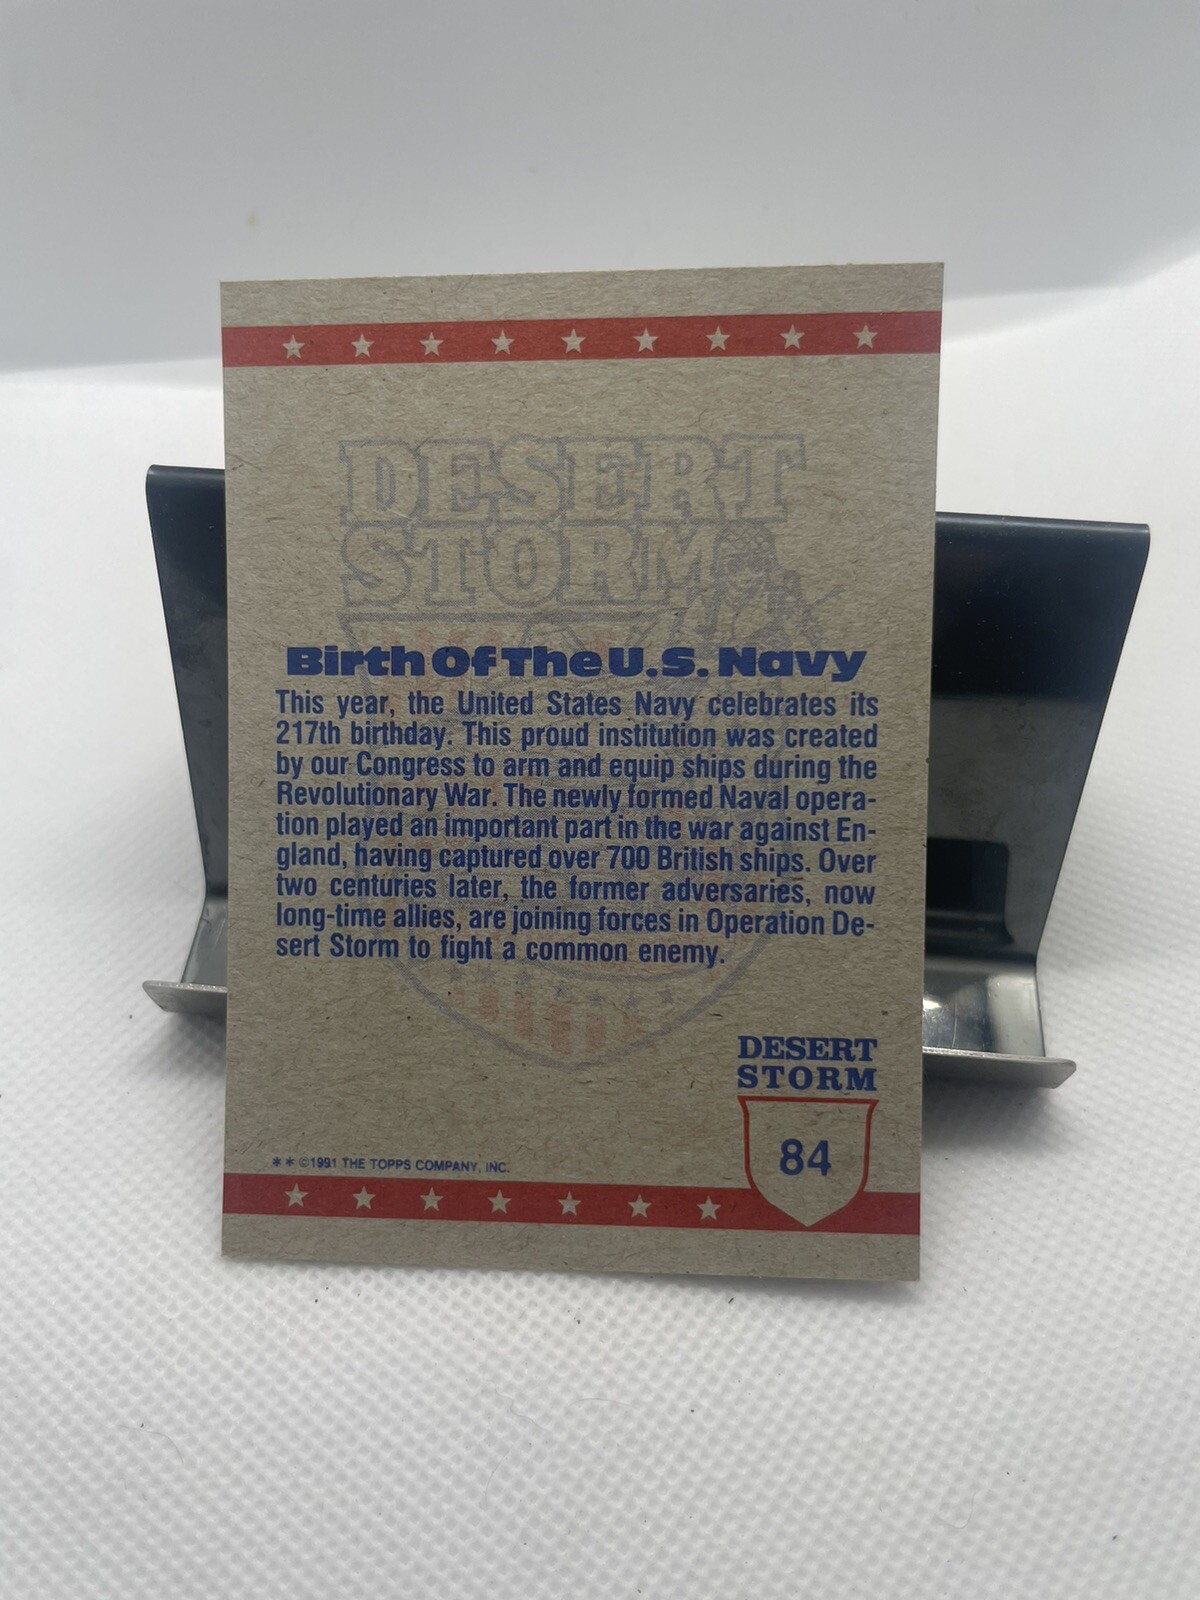 DESERT
STORM
Birth Of The U.S. Navy
This year, the United States Navy celebrates its
217th birthday. This proud institution was created
by our Congress to arm and equip ships during the
Revolutionary War. The newly formed Naval opera-
tion played an important part in the war against En-
gland, having captured over 700 British ships. Over
two centuries later, the former adversaries, now
long-time allies, are joining forces in Operation De-
sert Storm to fight a common enemy.
DESERT
STORM
84
** ©1991 THE TOPPS COMPANY, INC.